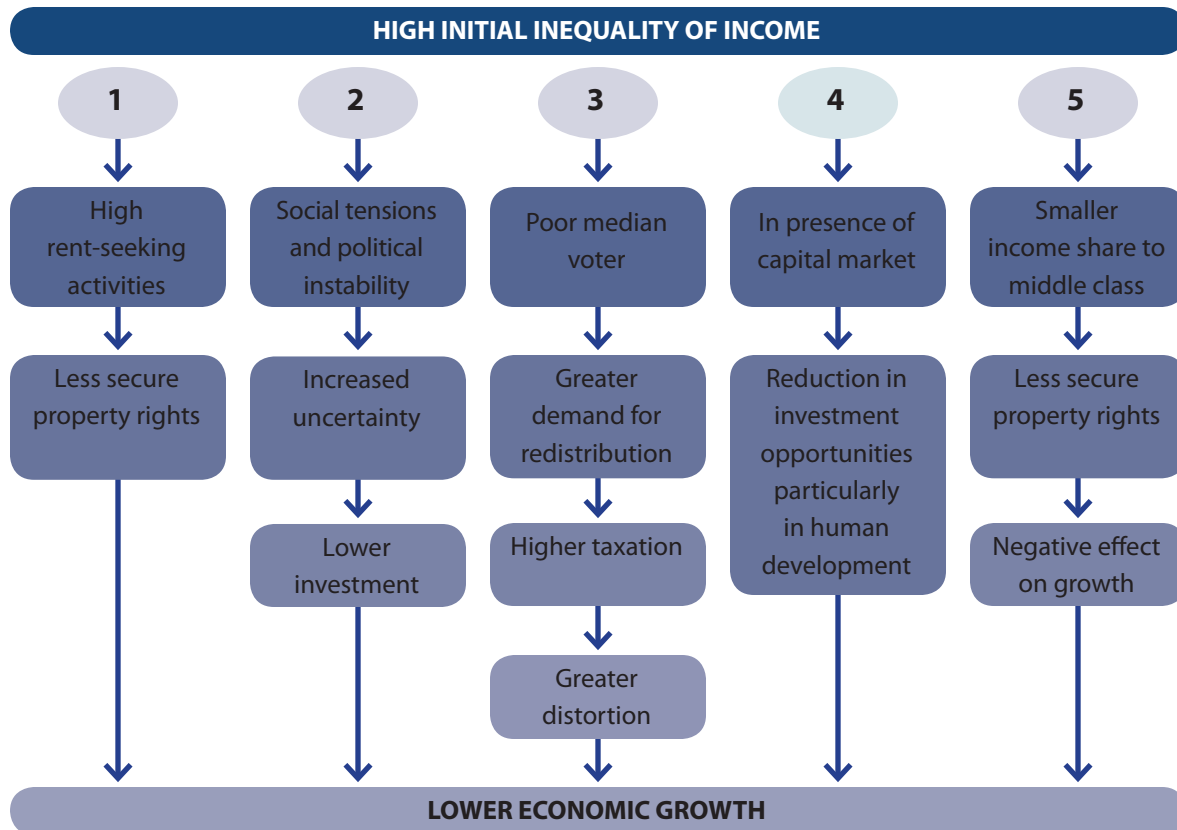 HIGH INITIAL INEQUALITY OF INCOME
1
2
3
4
5
High
rent-seeking
activities
Social tensions
and political
instability
Poor median
voter
In presence of
capital market
Smaller
income share to
middle class
Less secure
property rights
Increased
uncertainty
Greater
demand for
redistribution
Reduction in
investment
opportunities
particularly
in human
development
Less secure
property rights
Lower
investment
Higher taxation
Negative effect
on growth
Greater
distortion
LOWER ECONOMIC GROWTH